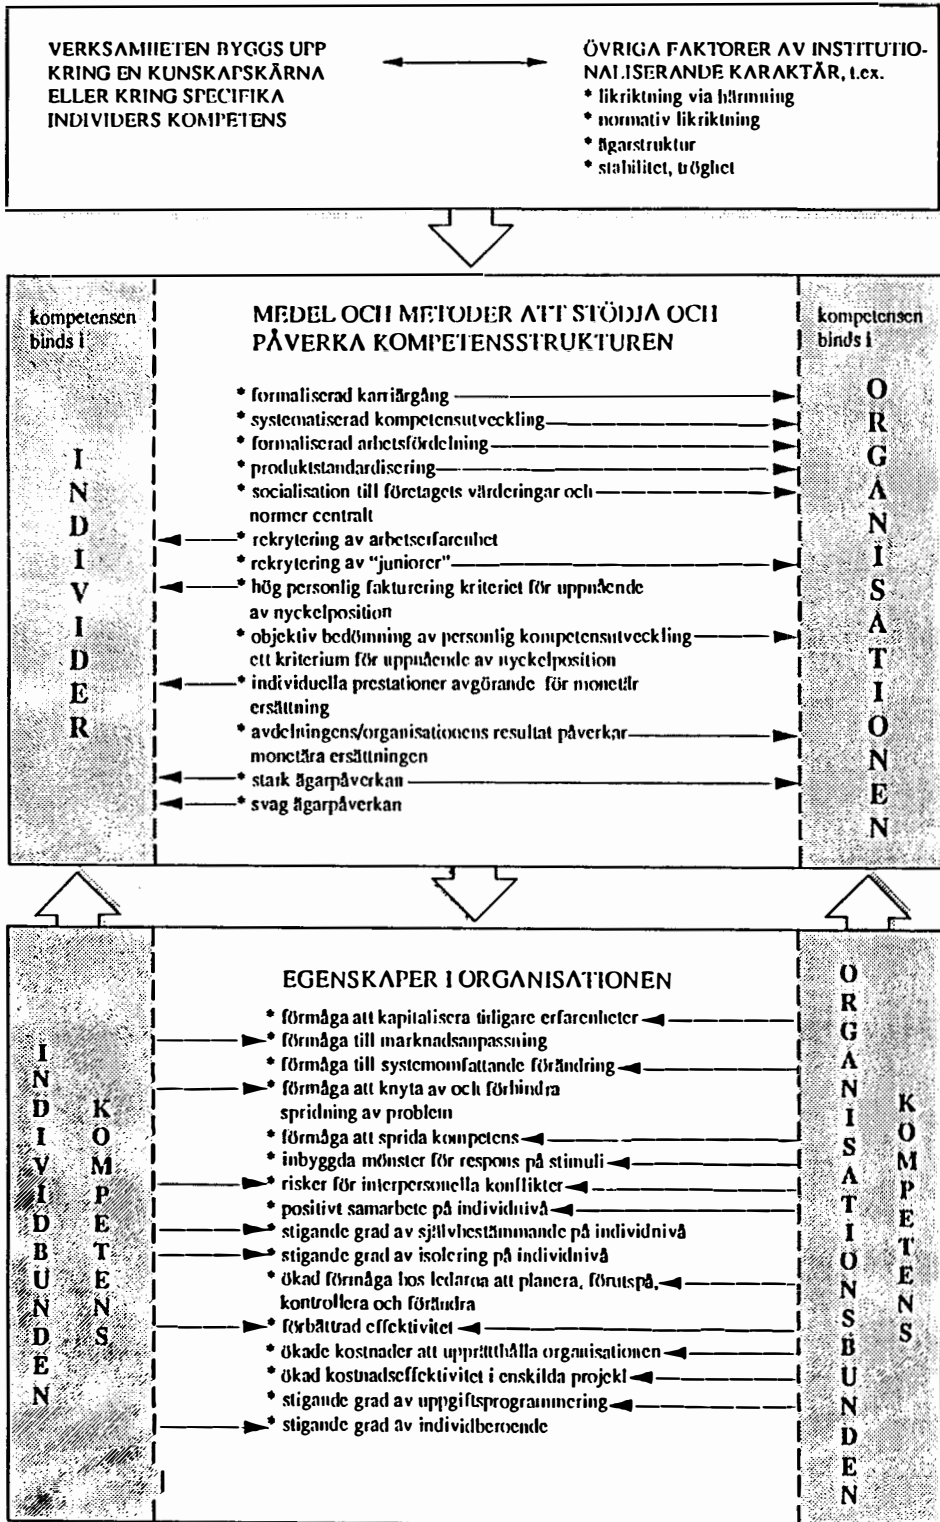 VERKSAMHETEN BYGGS UPP
KRING EN KUNSKAPSKÄRNA
ELLER KRING SPECIFIKA
INDIVIDERS KOMPETENS
ÖVRIGA FAKTORER AV INSTITUTIO-
NALISERANDE KARAKTÄR, t.ex.
* likriktning via härmning
* normativ likriktning
* ägarstruktur
* stabilitet, tröghet
kompetensen
binds i
INDIVIDER
MEDEL OCH METODER ATT STÖDJA OCH
PÅVERKA KOMPETENSSTRUKTUREN
* formaliserad karriärgång
* systematiserad kompetensutveckling
* formaliserad arbetsfördelning
* produktstandardisering
* socialisation till företagets värderingar och
normer centralt
* rekrytering av arbetserfarenhet
* rekrytering av "juniorer"
* hög personlig fakturering kriteriet för uppnående
av nyckelposition
* objektiv bedömning av personlig kompetensutveckling
ett kriterium för uppnående av nyckelposition
* individuella prestationer avgörande för monetär
ersättning
* avdelningens/organisationens resultat påverkar
monetära ersättningen
* stark ägarpåverkan
* svag ägarpåverkan
kompetensen
binds i
ORGANISATIONEN
INDIVIDBUNDEN
KOMPETENS
EGENSKAPER I ORGANISATIONEN
* förmåga att kapitalisera tidigare erfarenheter
* förmåga till marknadsanpassning
* förmåga till systemomfattande förändring
* förmåga att knyta av och förhindra
spridning av problem
* förmåga att sprida kompetens
* inbyggda mönster för respons på stimuli
* risker för interpersonella konflikter
* positivt samarbete på individnivå
* stigande grad av självbestämmande på individnivå
* stigande grad av isolering på individnivå
* ökad förmåga hos ledarna att planera, förutspå,
kontrollera och förändra
* förbättrad effektivitet
* ökade kostnader att upprätthålla organisationen
* ökad kostnadseffektivitet i enskilda projekt
* stigande grad av uppgiftsprogrammering
* stigande grad av individberoende
ORGANISATIONSBUNDEN
KOMPETENS